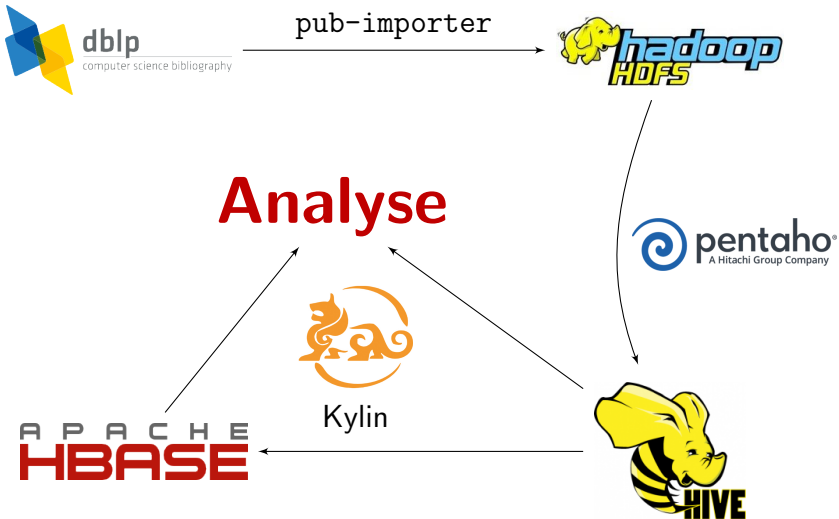 dblp
computer science bibliography
pub-importer
hadoop
HDFS
Analyse
pentaho®
A Hitachi Group Company
Kylin
APACHE
HBASE
HIVE